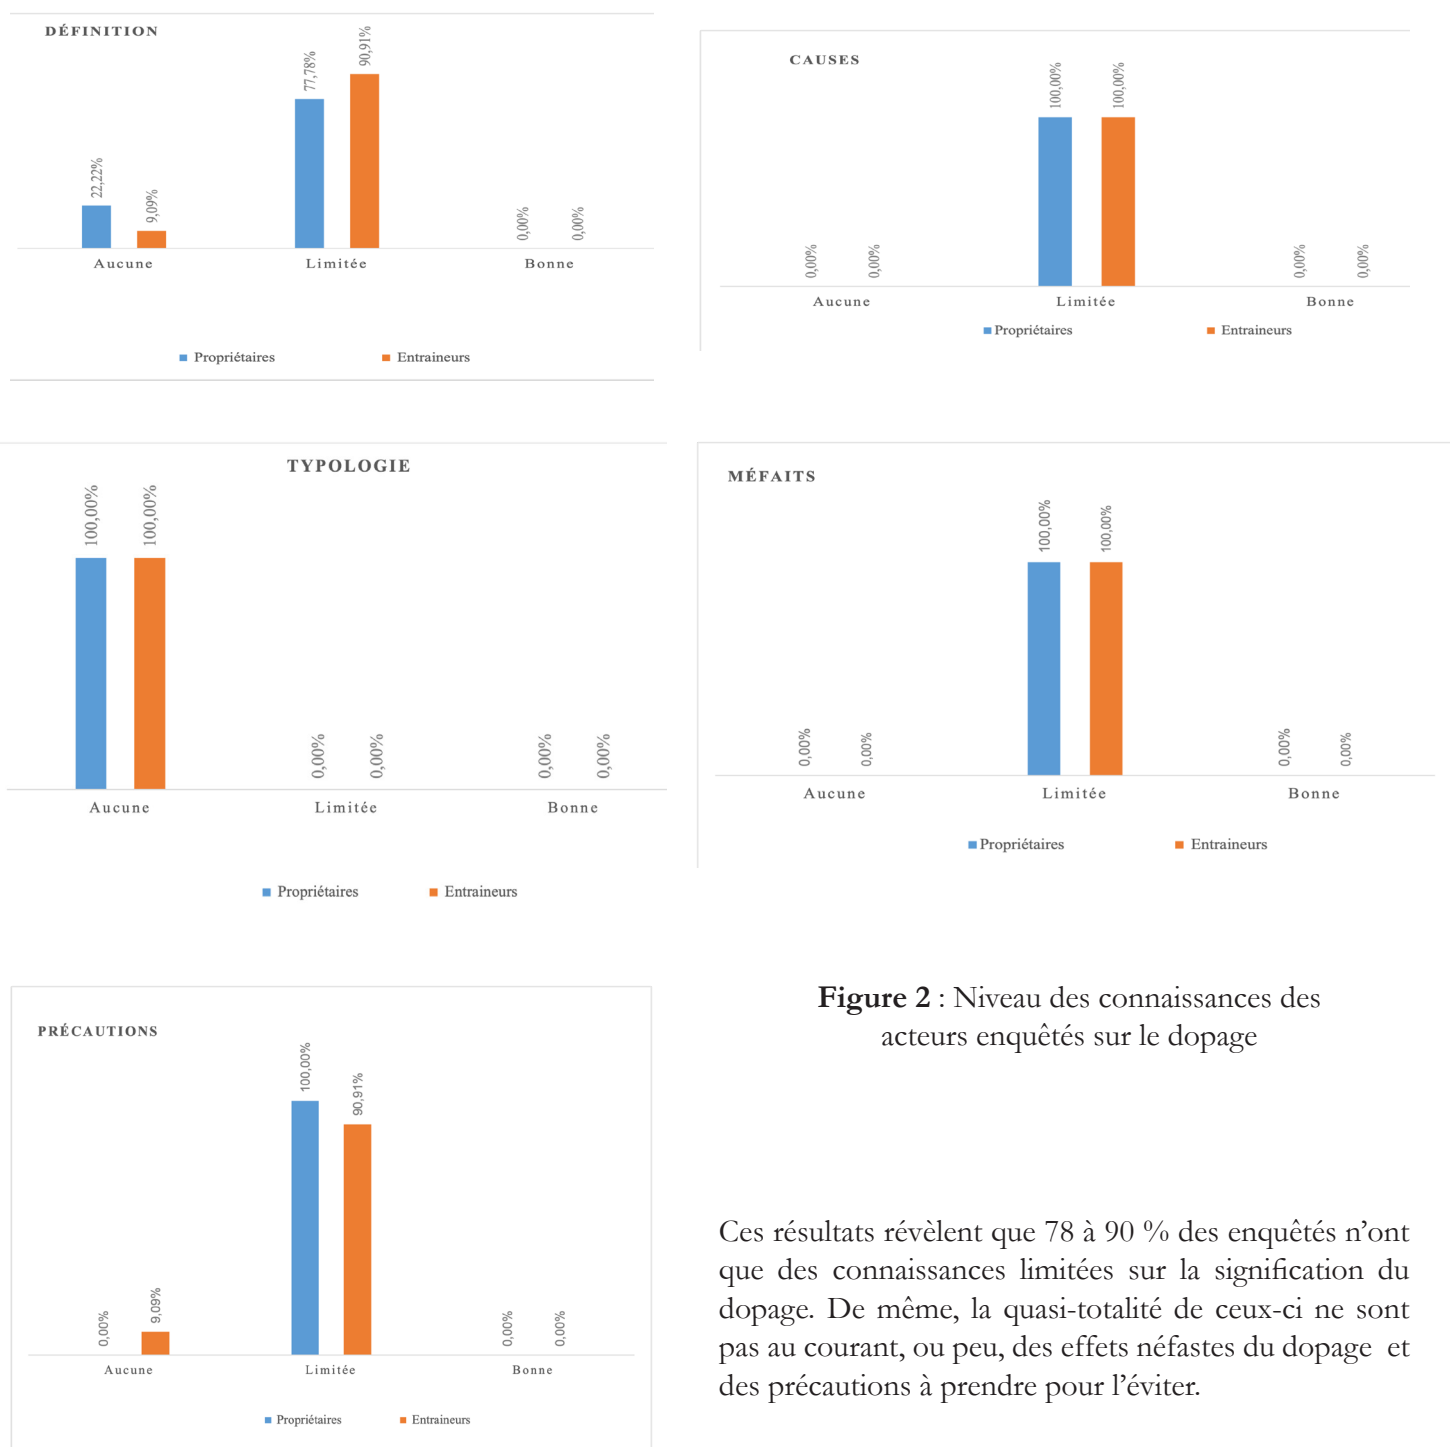 DÉFINITION
22,22%
9,09%
77,78%
90,91%
0,00%
0,00%
Aucune Limitée Bonne
Propriétaires Entraineurs
CAUSES
0,00%
0,00%
100,00%
100,00%
0,00%
0,00%
Aucune Limitée Bonne
Propriétaires Entraineurs
TYPOLOGIE
100,00%
100,00%
0,00%
0,00%
0,00%
0,00%
Aucune Limitée Bonne
Propriétaires Entraineurs
MÉFAITS
0,00%
0,00%
100,00%
100,00%
0,00%
0,00%
Aucune Limitée Bonne
Propriétaires Entraineurs
PRÉCAUTIONS
0,00%
9,09%
100,00%
90,91%
0,00%
0,00%
Aucune Limitée Bonne
Propriétaires Entraineurs
Figure 2 : Niveau des connaissances des
acteurs enquêtés sur le dopage
Ces résultats révèlent que 78 à 90 % des enquêtés n’ont
que des connaissances limitées sur la signification du
dopage. De même, la quasi-totalité de ceux-ci ne sont
pas au courant, ou peu, des effets néfastes du dopage et
des précautions à prendre pour l’éviter.